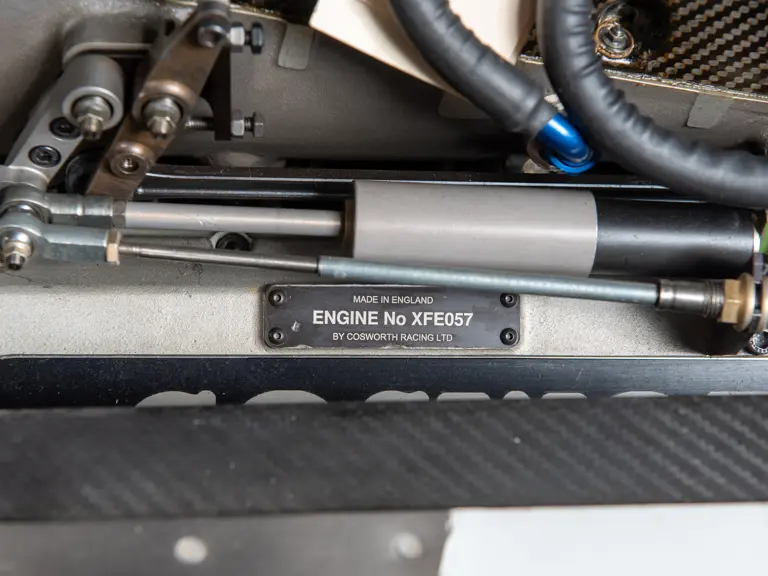 MADE IN ENGLAND
ENGINE No XFE057
BY COSWORTH RACING LTD